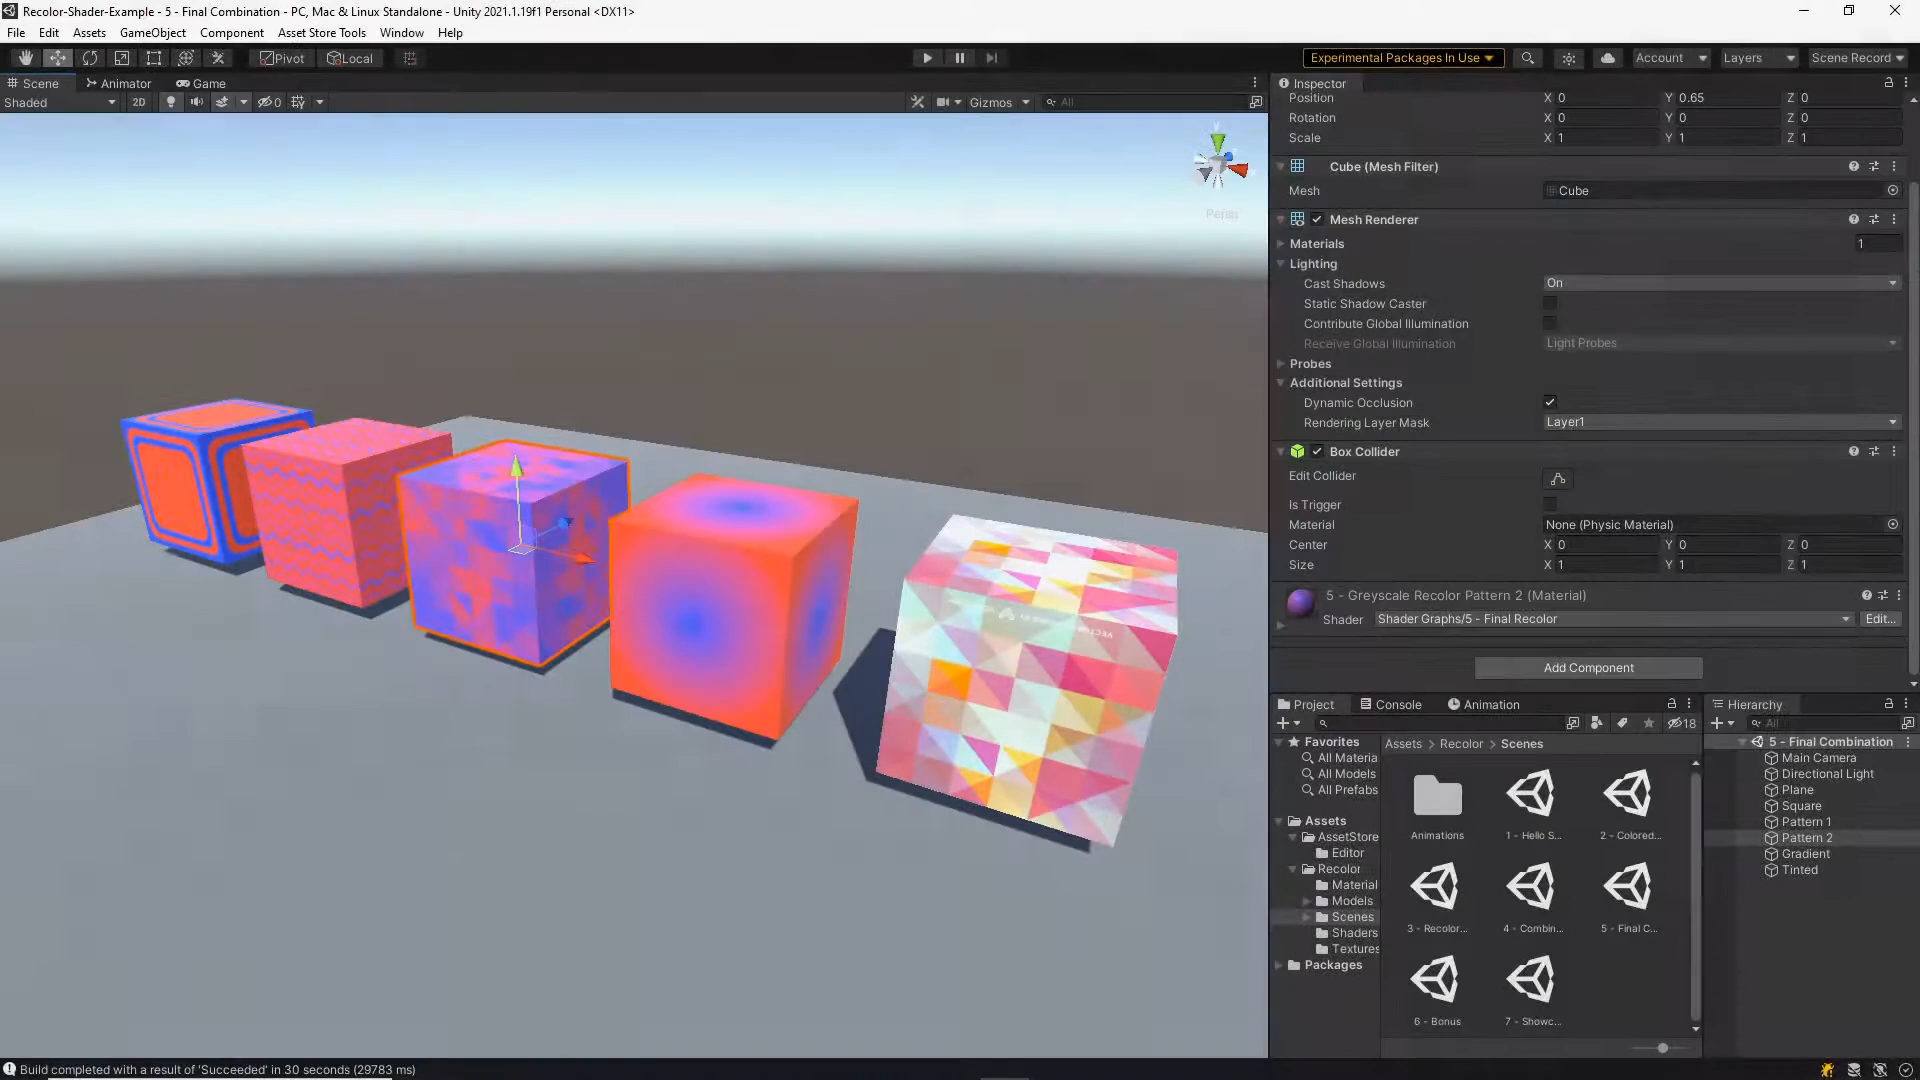 Recolor-Shader-Example - 5 - Final Combination - PC, Mac & Linux Standalone - Unity 2021.1.19f1 Personal <DX11>
File Edit Assets GameObject Component Asset Store Tools Window Help
Pivot Local Experimental Packages In Use Account Layers Scene Record
Scene Animator Game
Shaded 2D 0 Gizmos All
Persp
Inspector
Position X 0 Y 0.65 Z 0
Rotation X 0 Y 0 Z 0
Scale X 1 Y 1 Z 1
Cube (Mesh Filter)
Mesh Cube
Mesh Renderer
Materials 1
Lighting
Cast Shadows On
Static Shadow Caster
Contribute Global Illumination
Receive Global Illumination Light Probes
Probes
Additional Settings
Dynamic Occlusion
Rendering Layer Mask Layer1
Box Collider
Edit Collider
Is Trigger
Material None (Physic Material)
Center X 0 Y 0 Z 0
Size X 1 Y 1 Z 1
5 - Greyscale Recolor Pattern 2 (Material)
Shader Shader Graphs/5 - Final Recolor Edit...
Add Component
Project Console Animation
18
Favorites
All Materia
All Models
All Prefabs
Assets
AssetStore
Editor
Recolor
Material
Models
Scenes
Shaders
Textures
Packages
Assets > Recolor > Scenes
Animations 1 - Hello S... 2 - Colored...
3 - Recolor... 4 - Combin... 5 - Final C...
6 - Bonus 7 - Showc...
Hierarchy
All
5 - Final Combination
Main Camera
Directional Light
Plane
Square
Pattern 1
Pattern 2
Gradient
Tinted
Build completed with a result of 'Succeeded' in 30 seconds (29783 ms)